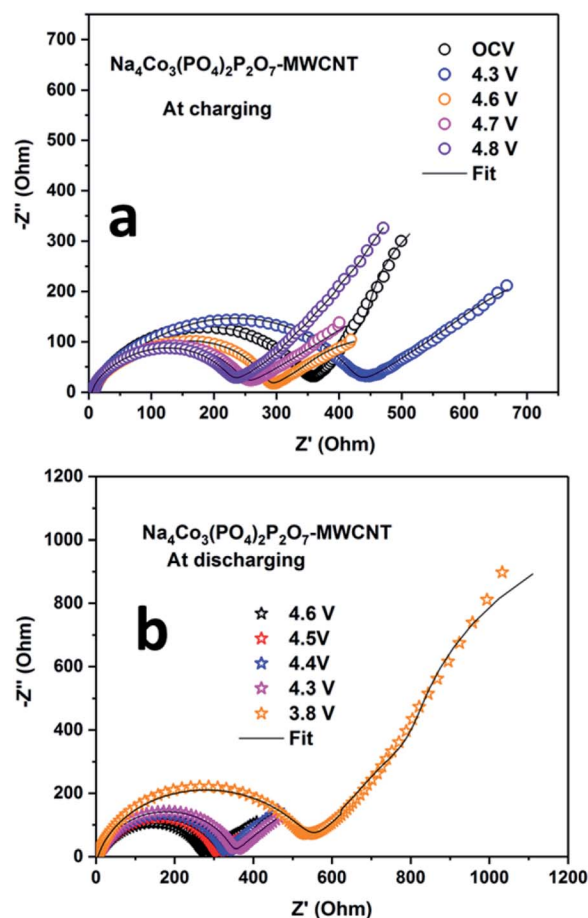 a
750
700
600
500
400
300
200
100
0
-Z'' (Ohm)
Na₄Co₃(PO₄)₂P₂O₇-MWCNT
At charging
OCV
4.3 V
4.6 V
4.7 V
4.8 V
Fit
0 100 200 300 400 500 600 700 750
Z' (Ohm)
b
1200
1000
800
600
400
200
0
-Z'' (Ohm)
Na₄Co₃(PO₄)₂P₂O₇-MWCNT
At discharging
4.6 V
4.5V
4.4V
4.3 V
3.8 V
Fit
0 200 400 600 800 1000 1200
Z' (Ohm)